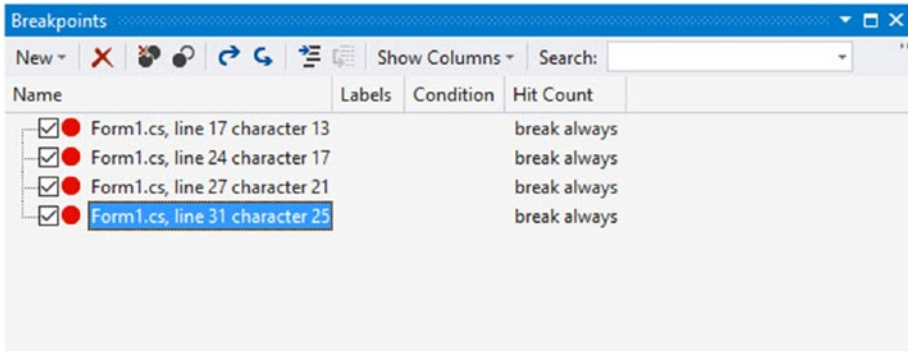 Breakpoints
New Show Columns Search:
Name Labels Condition Hit Count
Form1.cs, line 17 character 13 break always
Form1.cs, line 24 character 17 break always
Form1.cs, line 27 character 21 break always
Form1.cs, line 31 character 25 break always